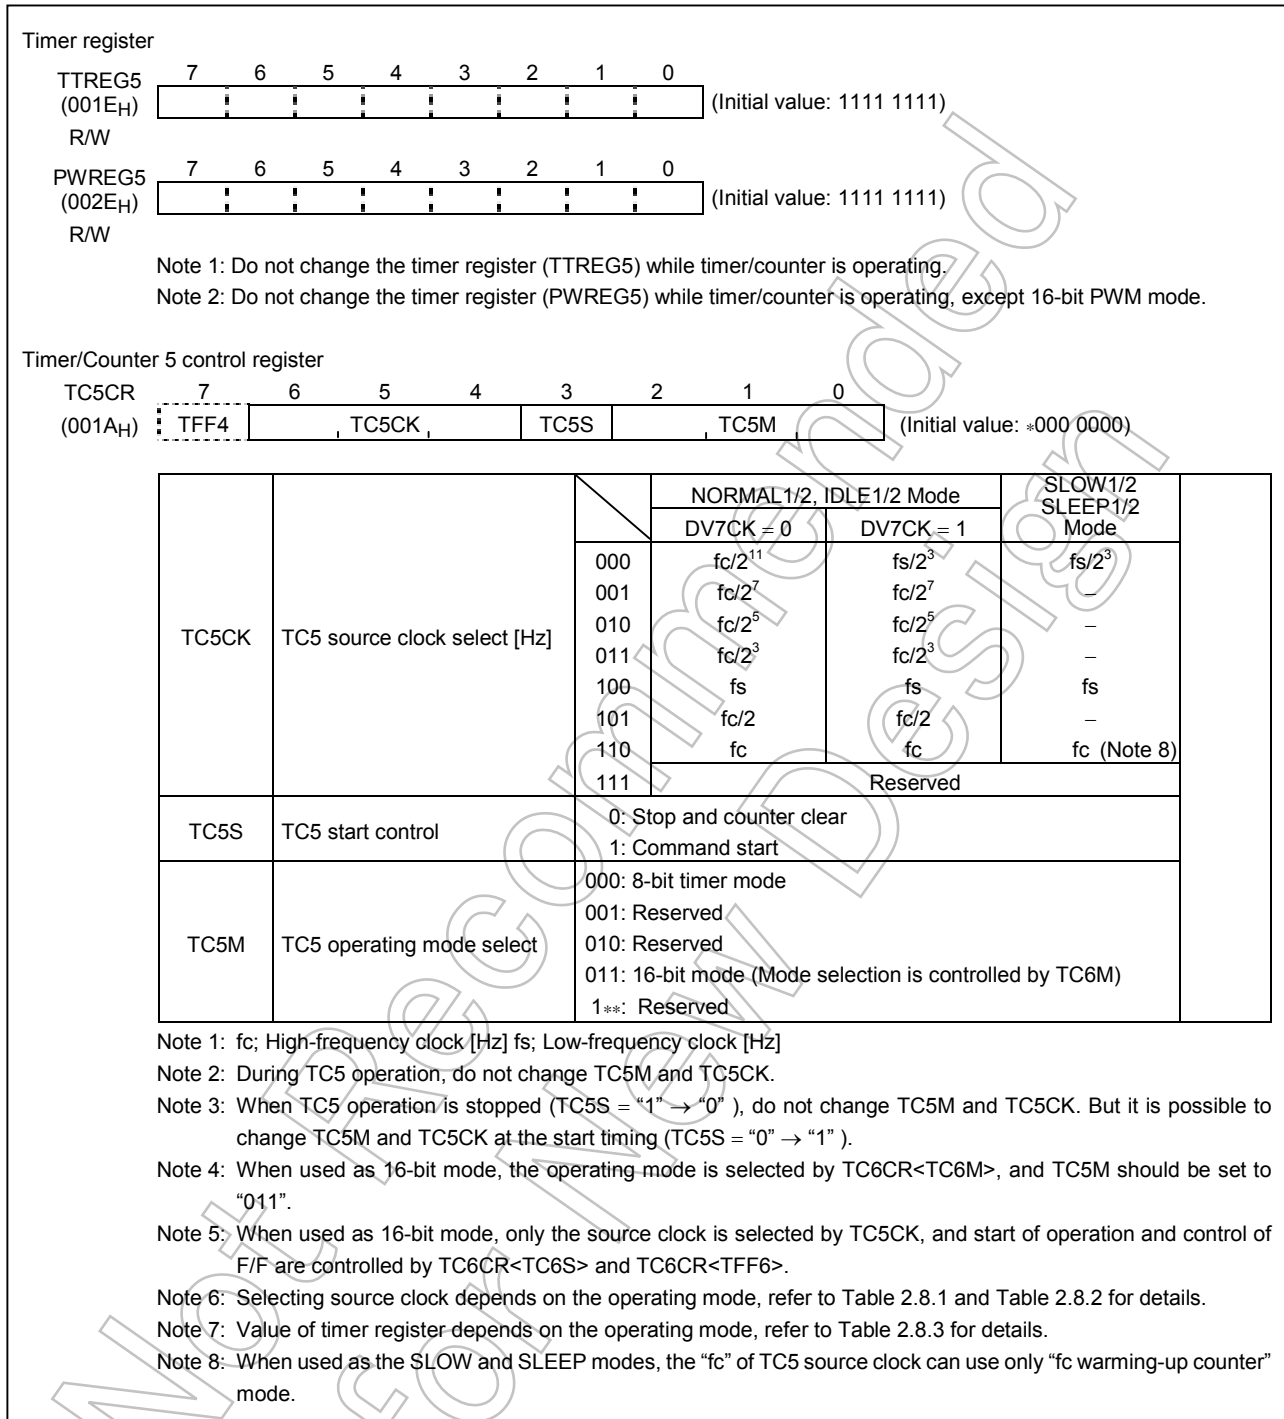 Timer register
TTREG5 7 6 5 4 3 2 1 0
(001EH) (Initial value: 1111 1111)
R/W
PWREG5 7 6 5 4 3 2 1 0
(002EH) (Initial value: 1111 1111)
R/W
Note 1: Do not change the timer register (TTREG5) while timer/counter is operating.
Note 2: Do not change the timer register (PWREG5) while timer/counter is operating, except 16-bit PWM mode.
Timer/Counter 5 control register
TC5CR 7 6 5 4 3 2 1 0
(001AH) TFF4 TC5CK TC5S TC5M (Initial value: *000 0000)
NORMAL1/2, IDLE1/2 Mode SLOW1/2 SLEEP1/2 Mode
DV7CK = 0 DV7CK = 1
TC5CK TC5 source clock select [Hz]
000 fc/2^11 fs/2^3 fs/2^3
001 fc/2^7 fc/2^7 –
010 fc/2^5 fc/2^5 –
011 fc/2^3 fc/2^3 –
100 fs fs fs
101 fc/2 fc/2 –
110 fc fc fc (Note 8)
111 Reserved
TC5S TC5 start control
0: Stop and counter clear
1: Command start
TC5M TC5 operating mode select
000: 8-bit timer mode
001: Reserved
010: Reserved
011: 16-bit mode (Mode selection is controlled by TC6M)
1**: Reserved
Note 1: fc; High-frequency clock [Hz] fs; Low-frequency clock [Hz]
Note 2: During TC5 operation, do not change TC5M and TC5CK.
Note 3: When TC5 operation is stopped (TC5S = “1” → “0” ), do not change TC5M and TC5CK. But it is possible to
change TC5M and TC5CK at the start timing (TC5S = “0” → “1” ).
Note 4: When used as 16-bit mode, the operating mode is selected by TC6CR<TC6M>, and TC5M should be set to
“011”.
Note 5: When used as 16-bit mode, only the source clock is selected by TC5CK, and start of operation and control of
F/F are controlled by TC6CR<TC6S> and TC6CR<TFF6>.
Note 6: Selecting source clock depends on the operating mode, refer to Table 2.8.1 and Table 2.8.2 for details.
Note 7: Value of timer register depends on the operating mode, refer to Table 2.8.3 for details.
Note 8: When used as the SLOW and SLEEP modes, the “fc” of TC5 source clock can use only “fc warming-up counter”
mode.
Not Recommended
for New Design